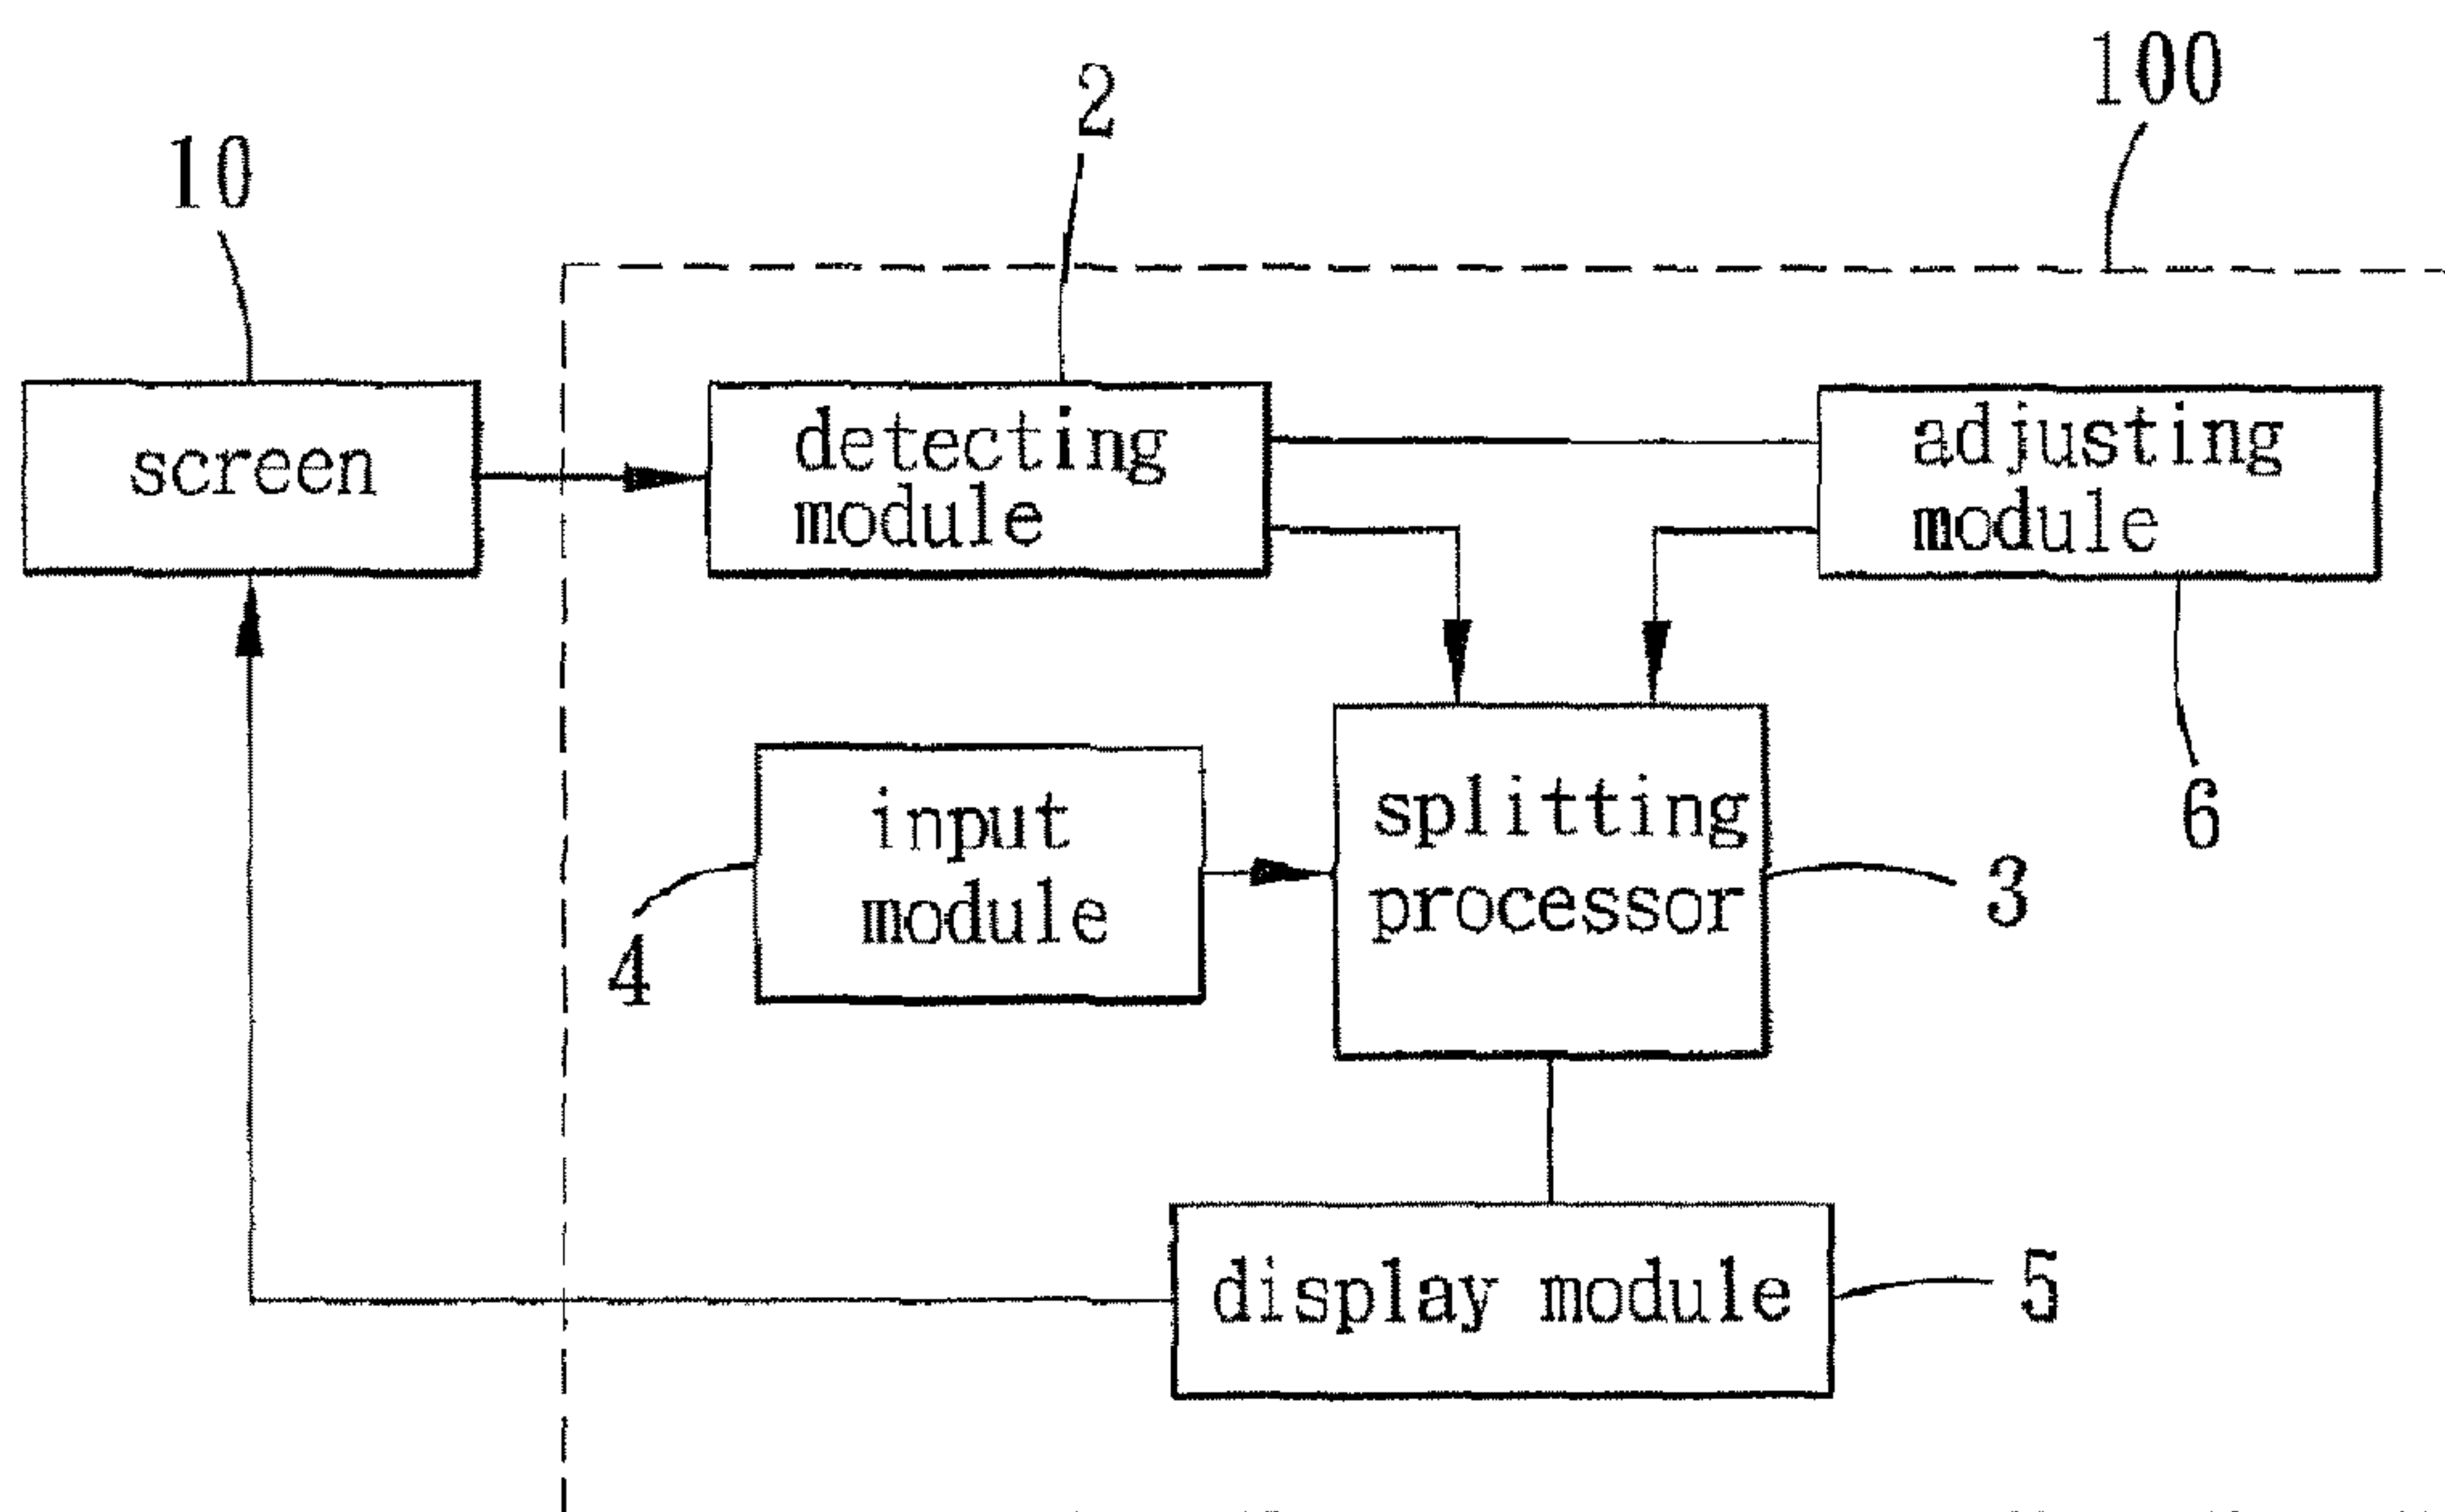 100
2
10
screen
detecting
module
adjusting
module
input
module
splitting
processor
6
3
4
display module
5